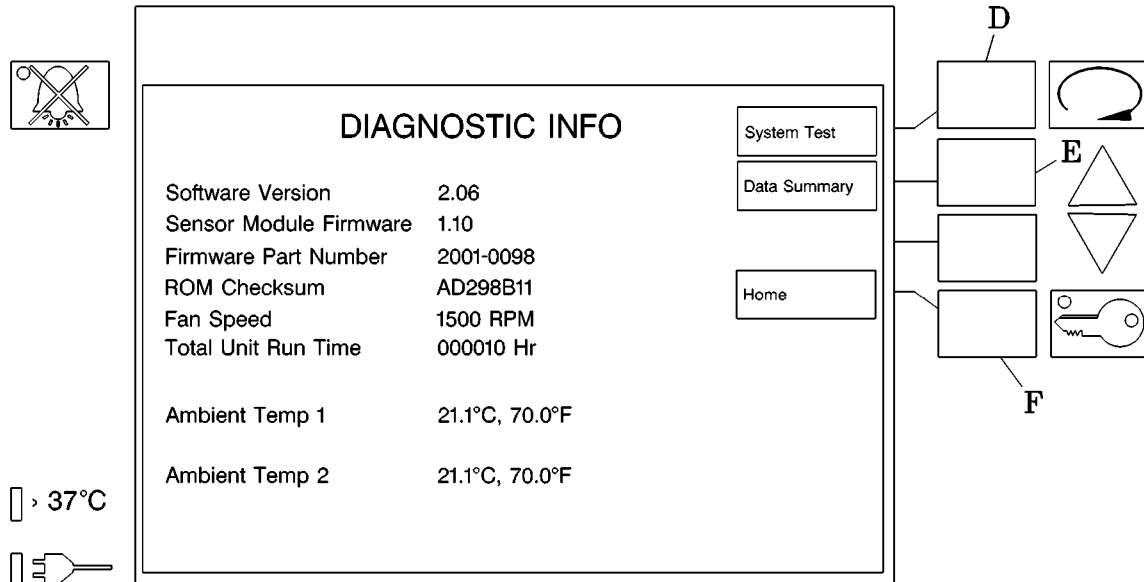 D
DIAGNOSTIC INFO
System Test
E
Software Version 2.06
Data Summary
Sensor Module Firmware 1.10
Firmware Part Number 2001-0098
ROM Checksum AD298B11
Home
Fan Speed 1500 RPM
Total Unit Run Time 000010 Hr
F
Ambient Temp 1 21.1°C, 70.0°F
Ambient Temp 2 21.1°C, 70.0°F
> 37°C